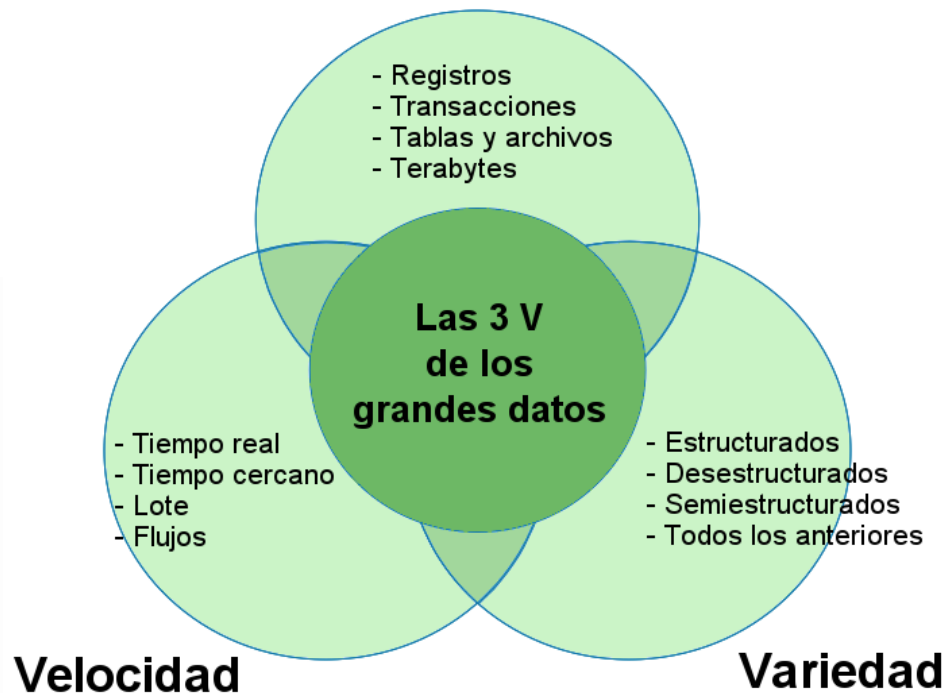 - Registros
- Transacciones
- Tablas y archivos
- Terabytes
Las 3 V
de los
grandes datos
- Tiempo real
- Tiempo cercano
- Lote
- Flujos
- Estructurados
- Desestructurados
- Semiestructurados
- Todos los anteriores
Velocidad
Variedad